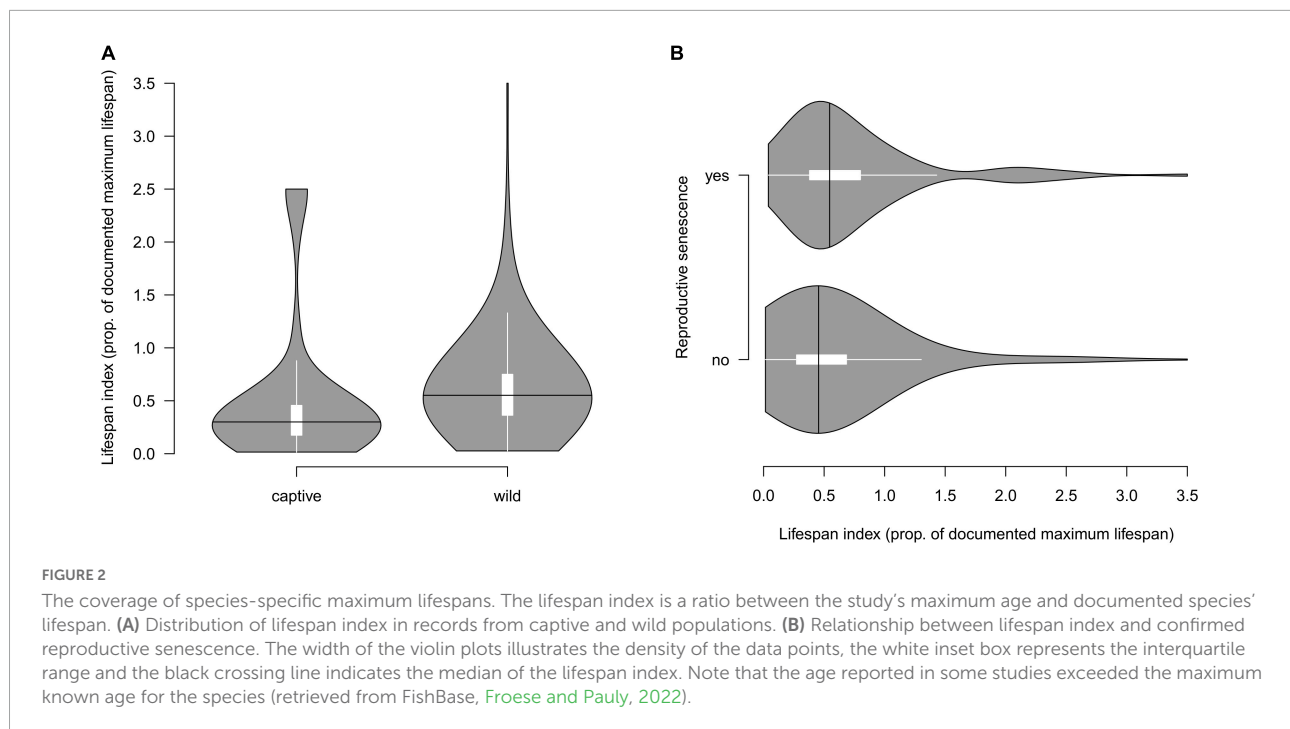 A
Lifespan index (prop. of documented maximum lifespan)
3.5
3.0
2.5
2.0
1.5
1.0
0.5
0.0
captive
wild
B
Reproductive senescence
yes
no
0.0 0.5 1.0 1.5 2.0 2.5 3.0 3.5
Lifespan index (prop. of documented maximum lifespan)
FIGURE 2
The coverage of species-specific maximum lifespans. The lifespan index is a ratio between the study’s maximum age and documented species’
lifespan. (A) Distribution of lifespan index in records from captive and wild populations. (B) Relationship between lifespan index and confirmed
reproductive senescence. The width of the violin plots illustrates the density of the data points, the white inset box represents the interquartile
range and the black crossing line indicates the median of the lifespan index. Note that the age reported in some studies exceeded the maximum
known age for the species (retrieved from FishBase, Froese and Pauly, 2022).